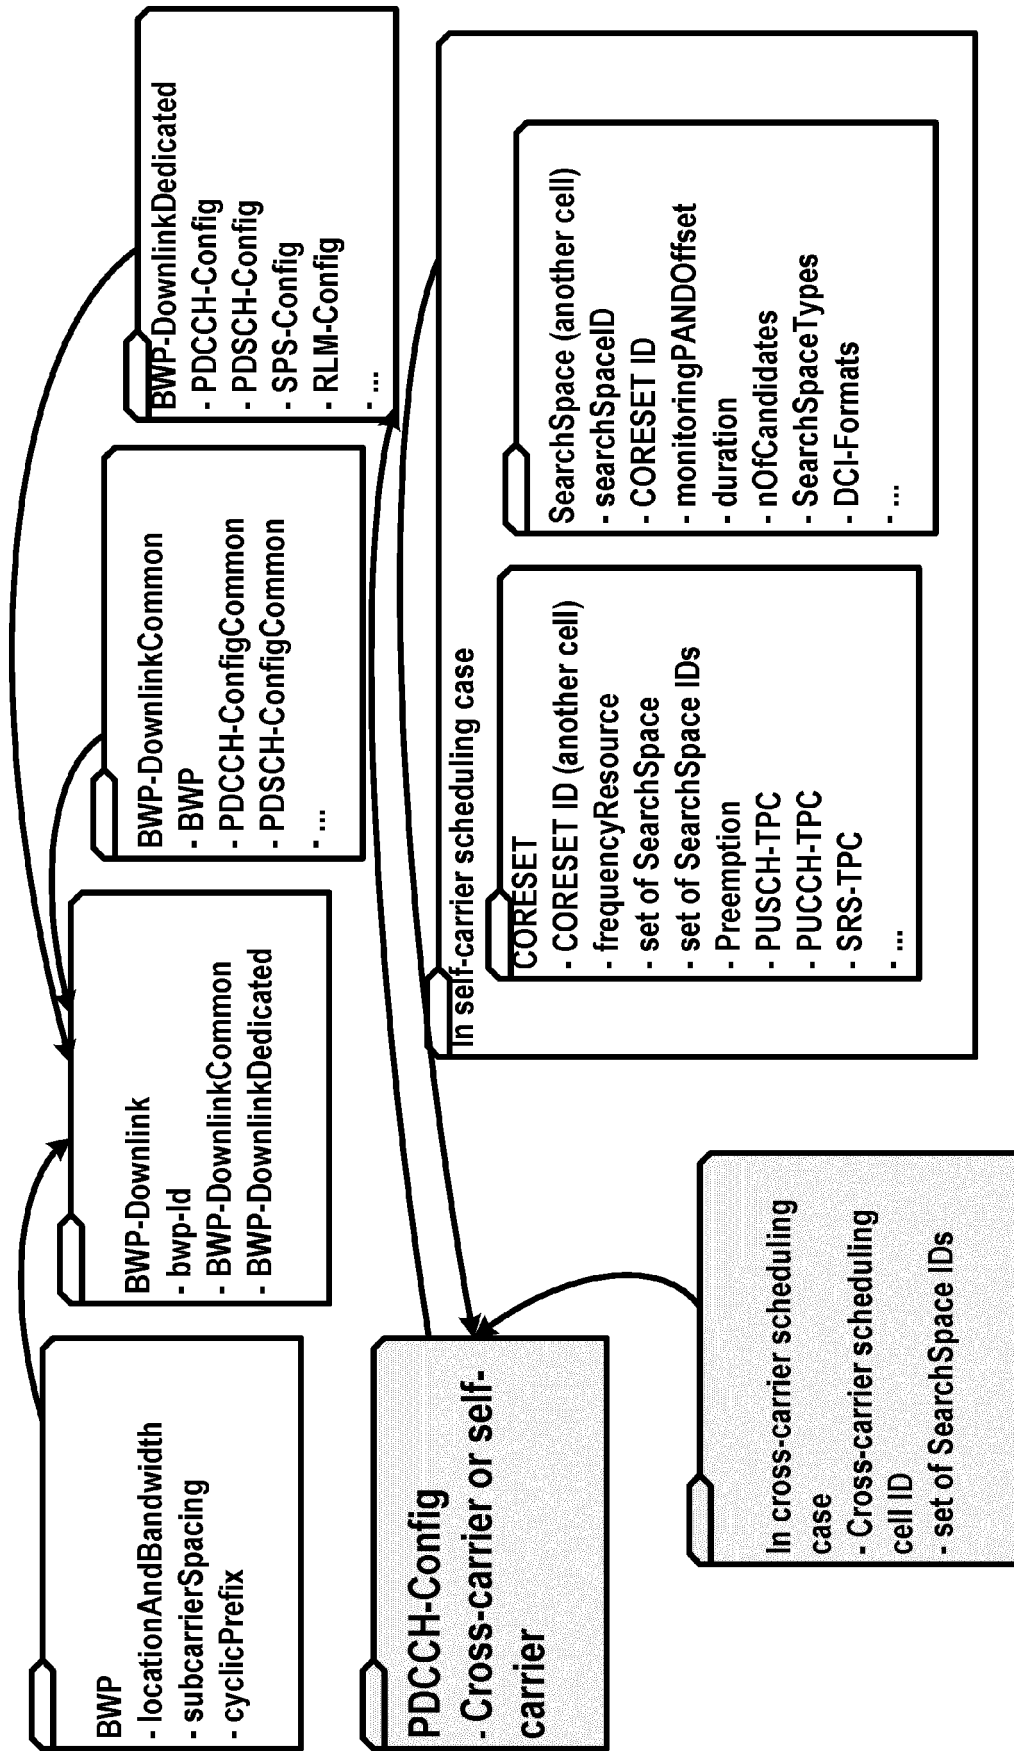 BWP
- locationAndBandwidth
- subcarrierSpacing
- cyclicPrefix
BWP-Downlink
- bwp-Id
- BWP-DownlinkCommon
- BWP-DownlinkDedicated
BWP-DownlinkCommon
- BWP
- PDCCH-ConfigCommon
- PDSCH-ConfigCommon
- ...
BWP-DownlinkDedicated
- PDCCH-Config
- PDSCH-Config
- SPS-Config
- RLM-Config
- ...
PDCCH-Config
- Cross-carrier or self-
carrier
In self-carrier scheduling case
CORESET
- CORESET ID (another cell)
- frequencyResource
- set of SearchSpace
- set of SearchSpace IDs
- Preemption
- PUSCH-TPC
- PUCCH-TPC
- SRS-TPC
- ...
SearchSpace (another cell)
- searchSpaceID
- CORESET ID
- monitoringPANDOffset
- duration
- nOfCandidates
- SearchSpaceTypes
- DCI-Formats
- ...
In cross-carrier scheduling
case
- Cross-carrier scheduling
cell ID
- set of SearchSpace IDs